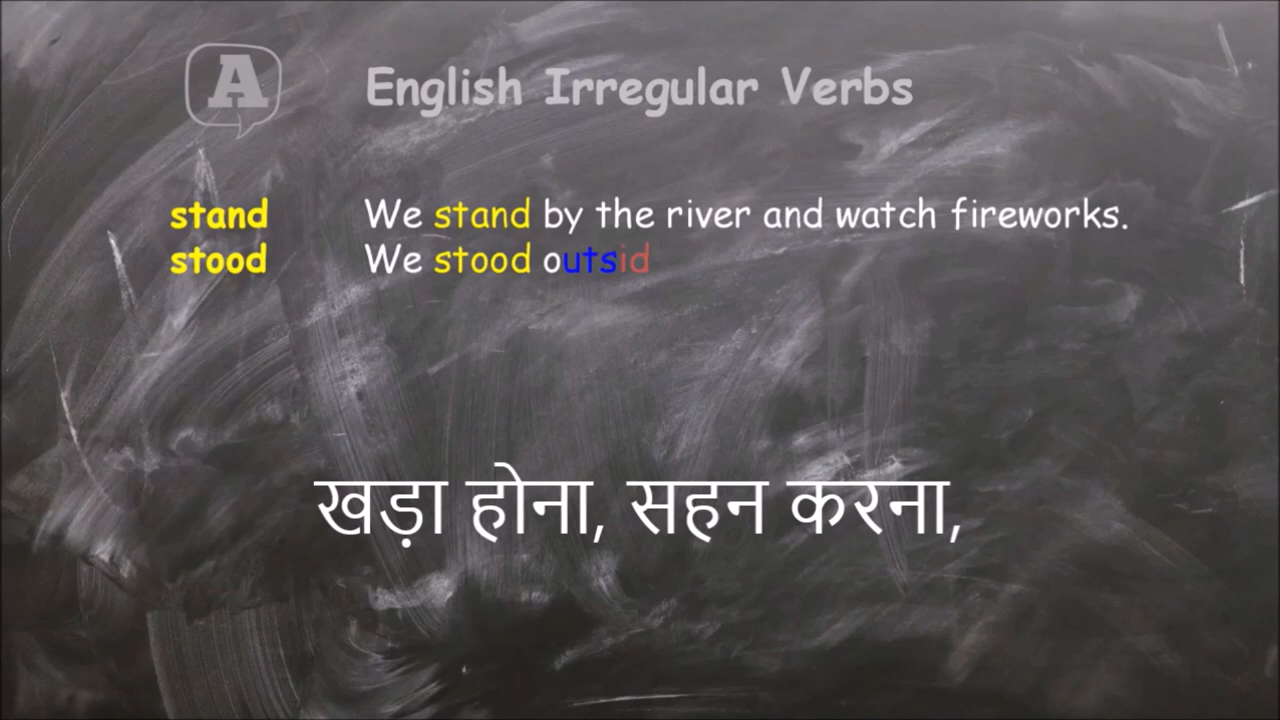 A
English Irregular Verbs
stand We stand by the river and watch fireworks.
stood We stood outsid
खड़ा होना, सहन करना,